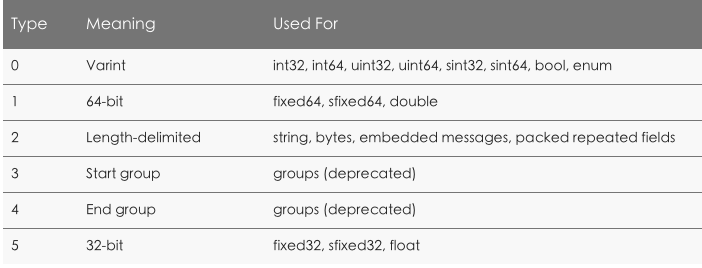 Type Meaning Used For
0 Varint int32, int64, uint32, uint64, sint32, sint64, bool, enum
1 64-bit fixed64, sfixed64, double
2 Length-delimited string, bytes, embedded messages, packed repeated fields
3 Start group groups (deprecated)
4 End group groups (deprecated)
5 32-bit fixed32, sfixed32, float